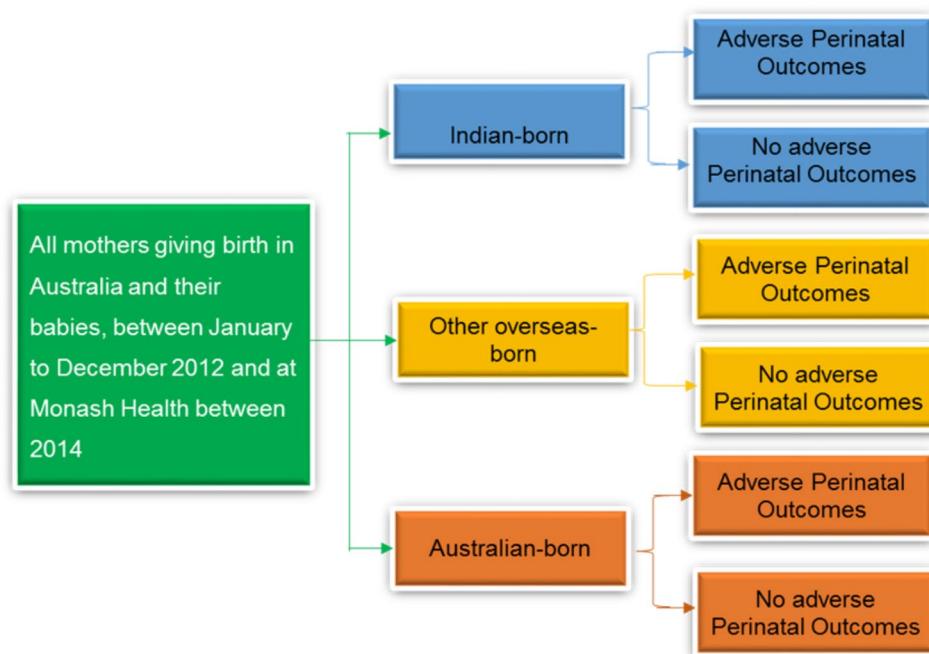 All mothers giving birth in
Australia and their
babies, between January
to December 2012 and at
Monash Health between
2014
Indian-born
Adverse Perinatal
Outcomes
No adverse
Perinatal Outcomes
Other overseas-
born
Adverse Perinatal
Outcomes
No adverse
Perinatal Outcomes
Australian-born
Adverse Perinatal
Outcomes
No adverse
Perinatal Outcomes